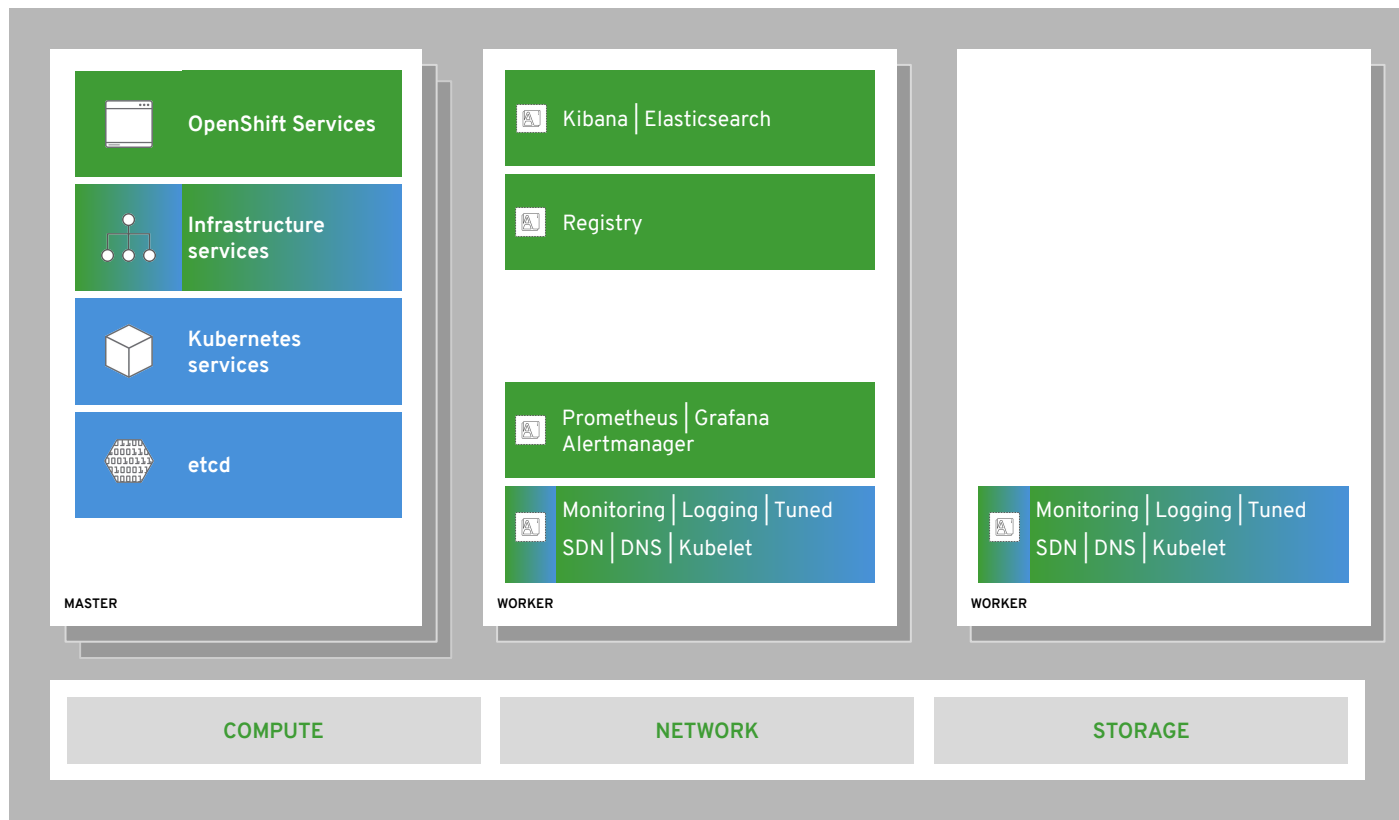 OpenShift Services
Infrastructure
services
Kubernetes
services
etcd
MASTER
Kibana | Elasticsearch
Registry
Prometheus | Grafana
Alertmanager
Monitoring | Logging | Tuned
SDN | DNS | Kubelet
WORKER
Monitoring | Logging | Tuned
SDN | DNS | Kubelet
WORKER
COMPUTE
NETWORK
STORAGE